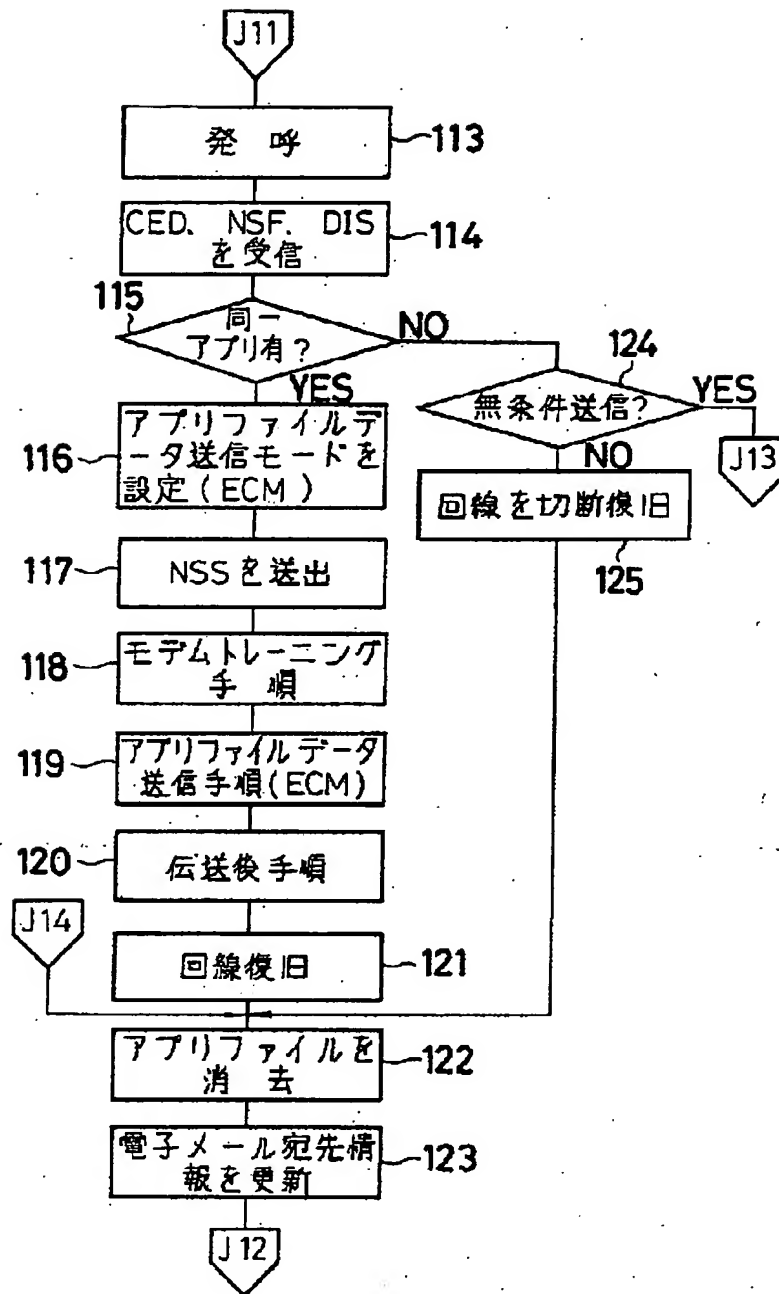 J11
発 呼
113
CED、NSF、DIS
を受信
114
115
同一
アプリ有?
NO
YES
124
無条件送信?
YES
NO
J13
116
アプリファイルデ
ータ送信モードを
設定(ECM)
回線を切断復旧
125
117
NSSを送出
118
モデムトレーニング
手 順
119
アプリファイルデータ
送信手順(ECM)
120
伝送後手順
J14
回線復旧
121
アプリファイルを
消 去
122
電子メール宛先情
報を更新
123
J12